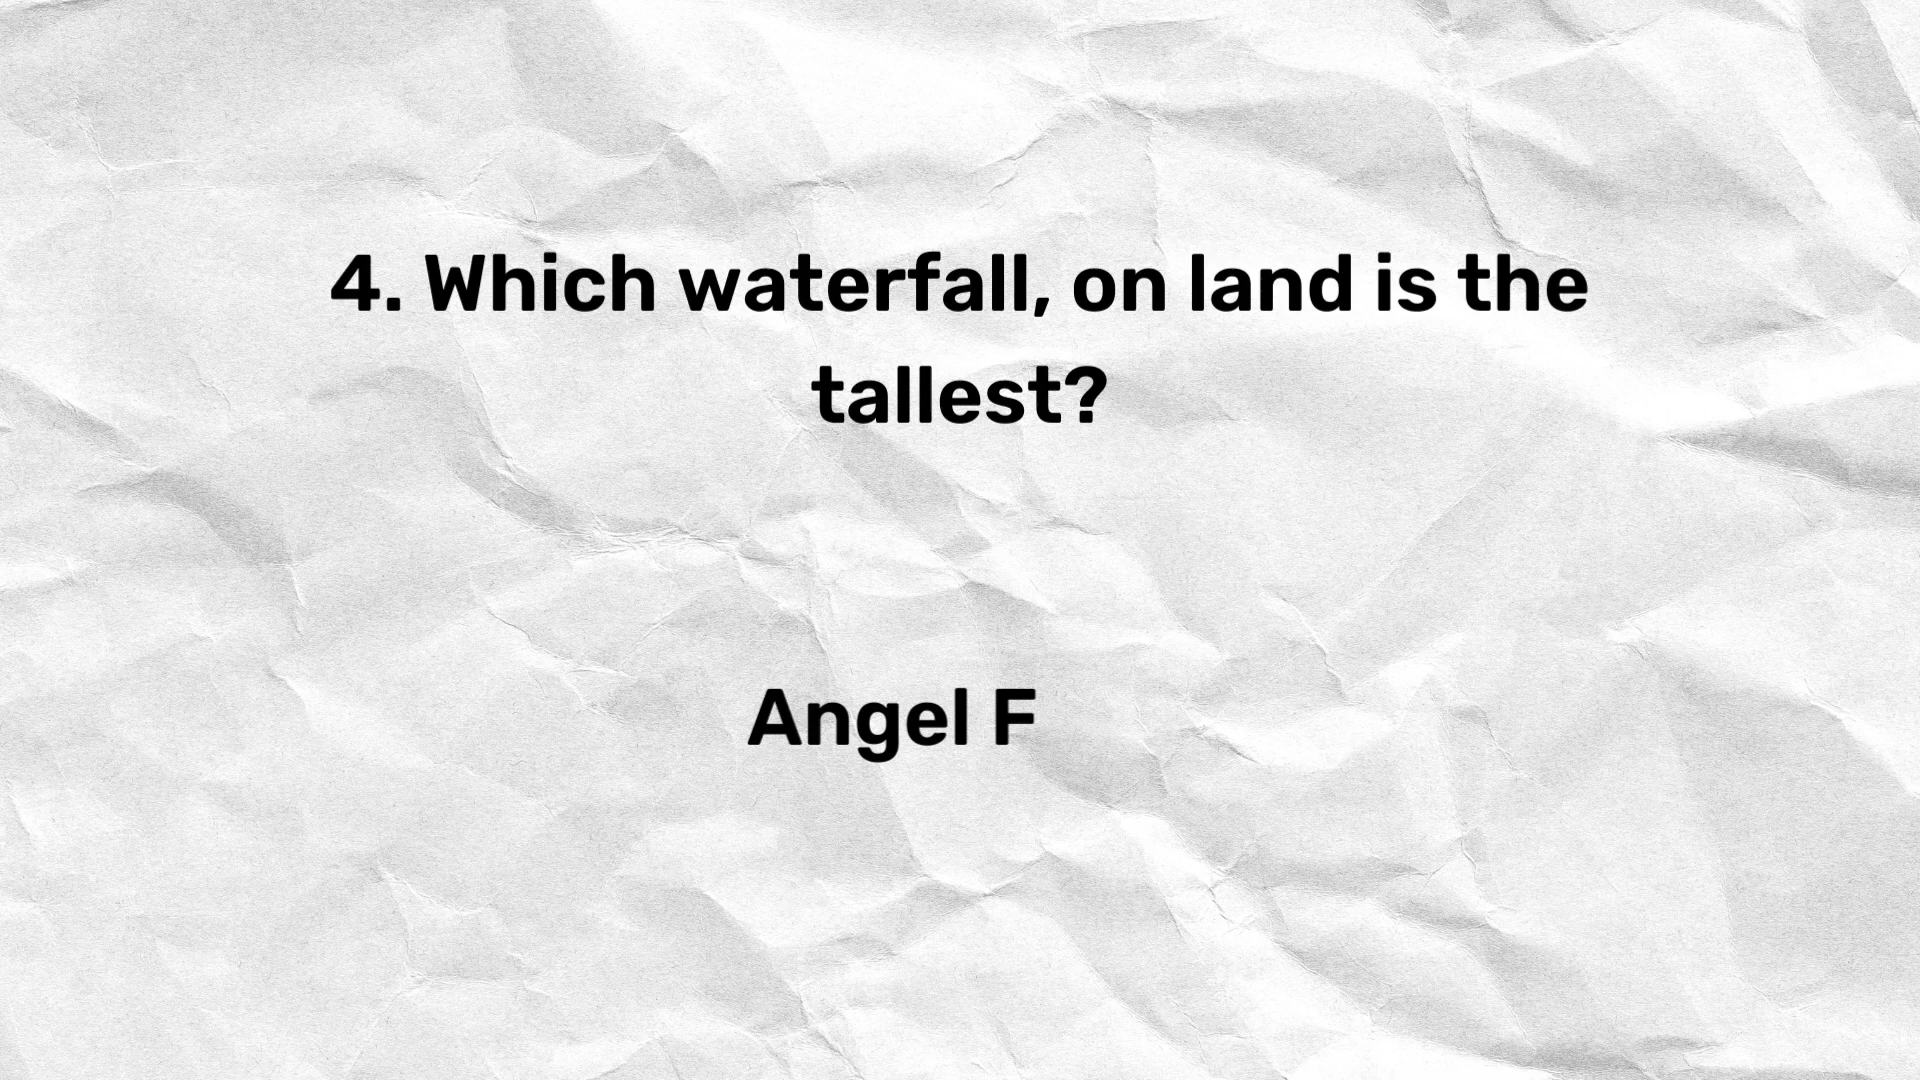 4. Which waterfall, on land is the
tallest?
Angel F